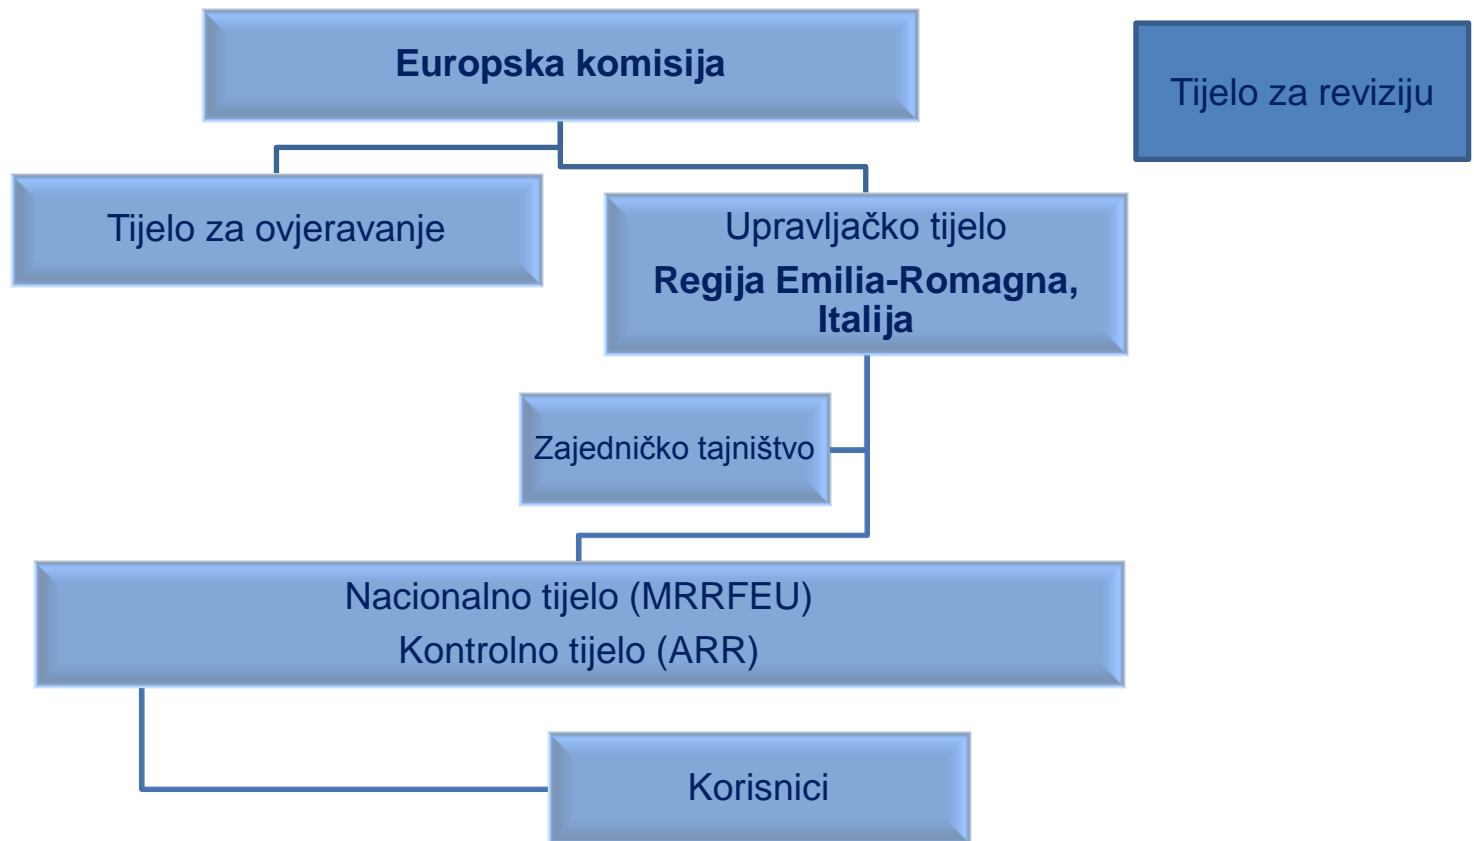 Europska komisija
Tijelo za reviziju
Tijelo za ovjeravanje
Upravljačko tijelo
Regija Emilia-Romagna,
Italija
Zajedničko tajništvo
Nacionalno tijelo (MRRFEU)
Kontrolno tijelo (ARR)
Korisnici